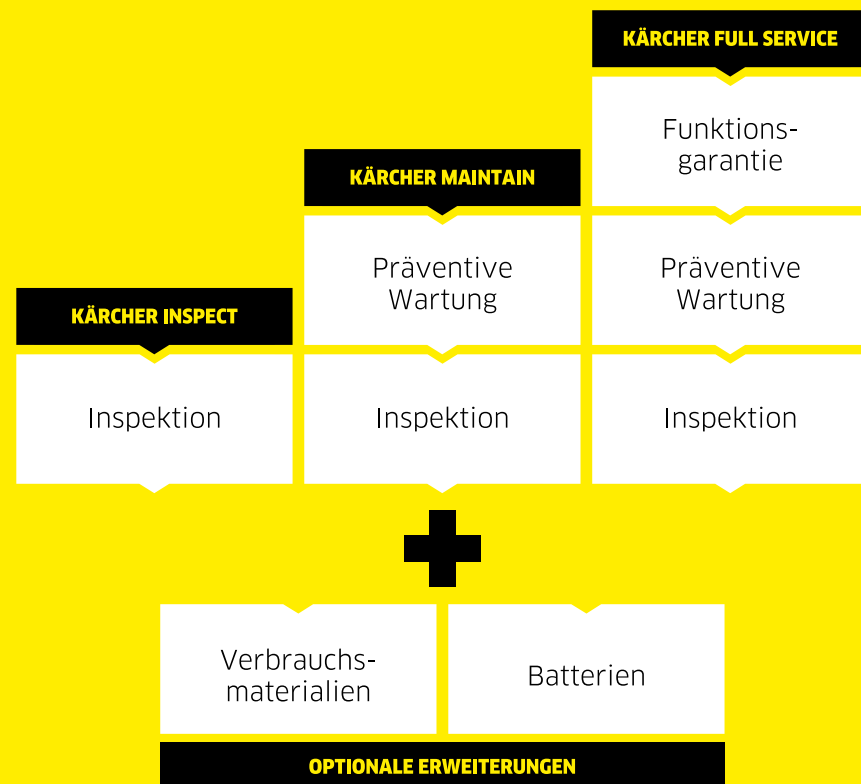 KÄRCHER FULL SERVICE
Funktions-
garantie
KÄRCHER MAINTAIN
Präventive
Wartung
Präventive
Wartung
KÄRCHER INSPECT
Inspektion
Inspektion
Inspektion
Verbrauchs-
materialien
Batterien
OPTIONALE ERWEITERUNGEN